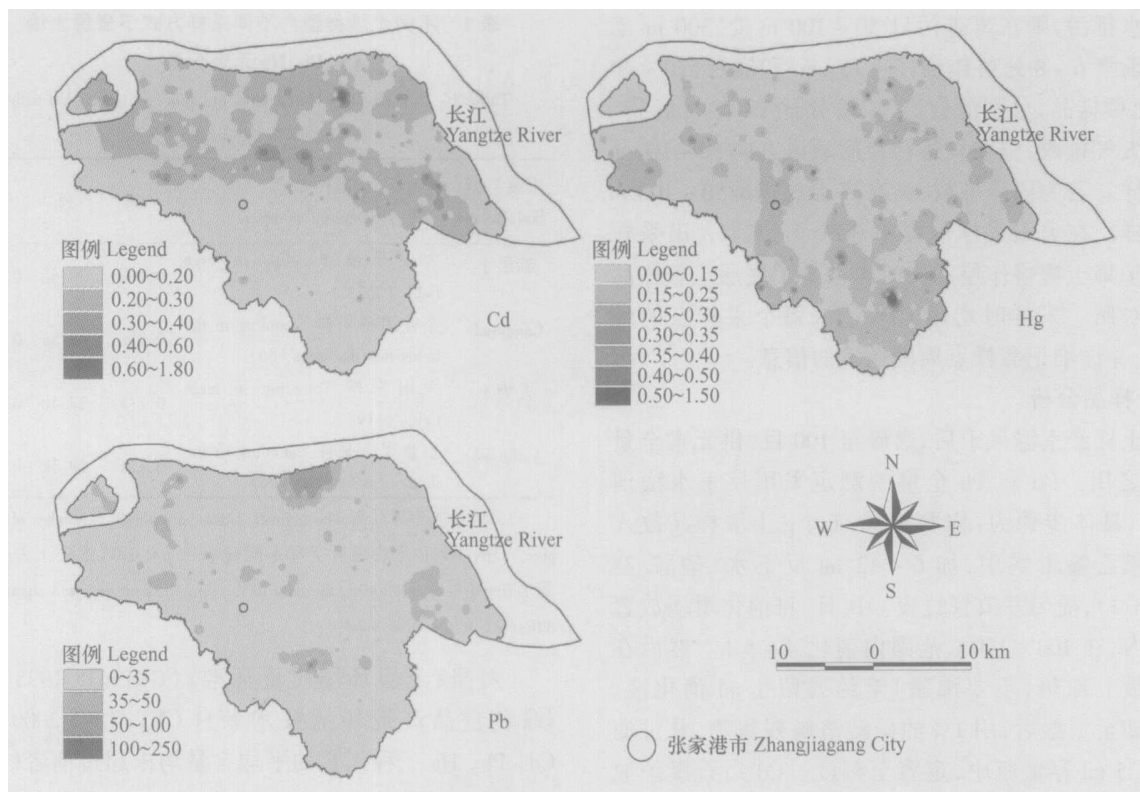 长江
Yangtze River
图例 Legend
0.00~0.20
0.20~0.30
0.30~0.40
0.40~0.60
0.60~1.80
Cd
长江
Yangtze River
图例 Legend
0.00~0.15
0.15~0.25
0.25~0.30
0.30~0.35
0.35~0.40
0.40~0.50
0.50~1.50
Hg
长江
Yangtze River
图例 Legend
0~35
35~50
50~100
100~250
Pb
N
W
E
S
10 0 10 km
张家港市 Zhangjiagang City